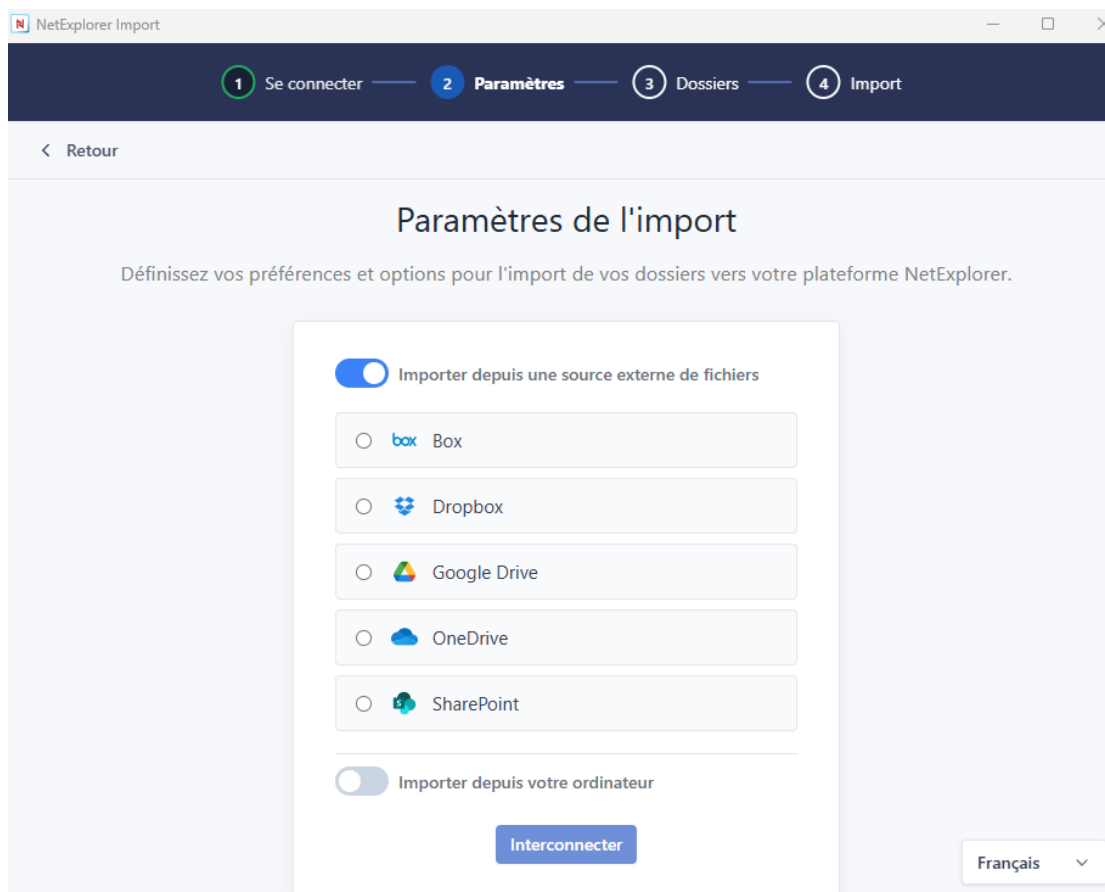 NetExplorer Import
1 Se connecter 2 Paramètres 3 Dossiers 4 Import
Retour
Paramètres de l'import
Définissez vos préférences et options pour l'import de vos dossiers vers votre plateforme NetExplorer.
Importer depuis une source externe de fichiers
box Box
Dropbox
Google Drive
OneDrive
S SharePoint
Importer depuis votre ordinateur
Interconnecter
Français